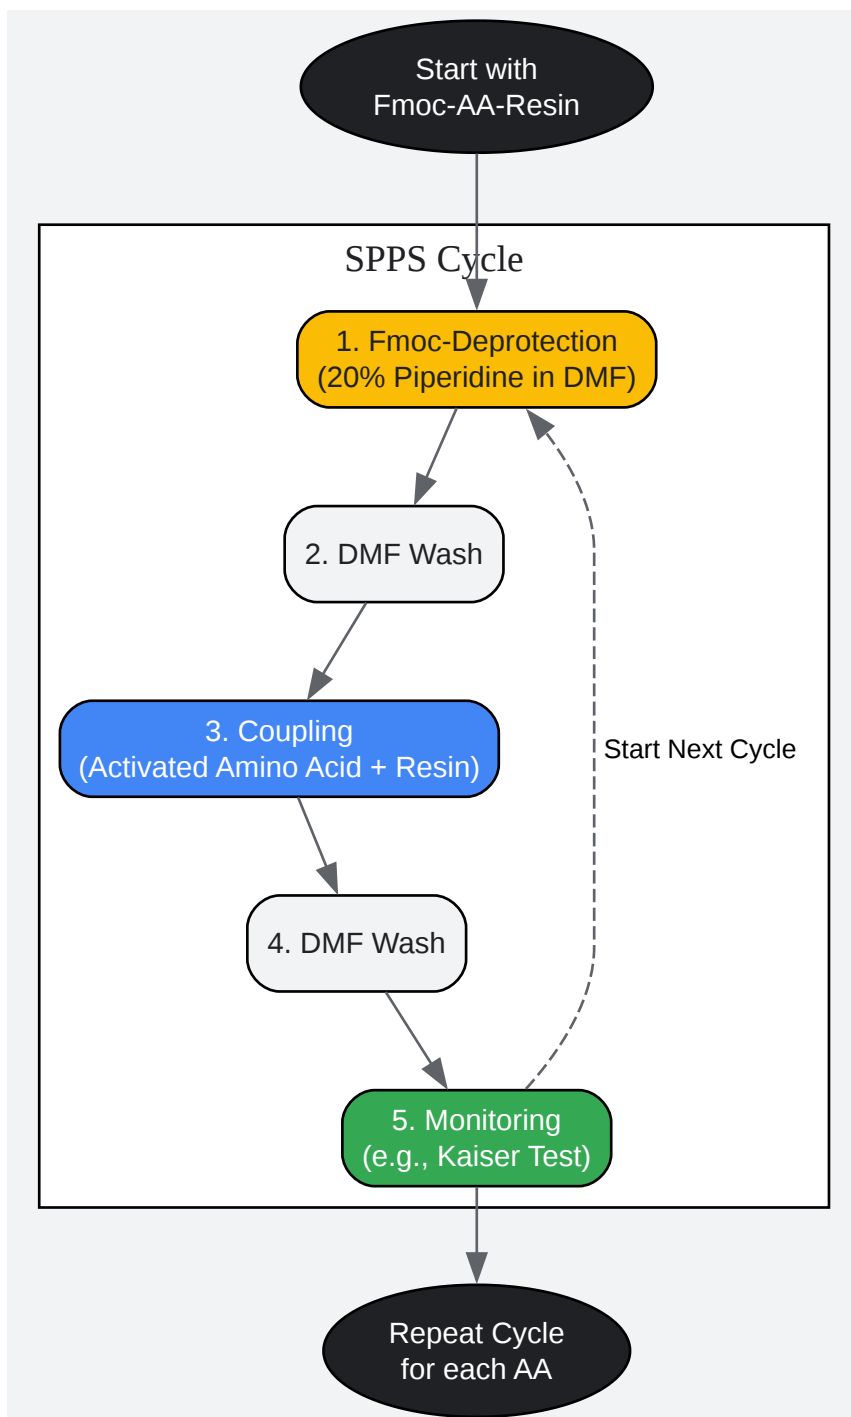 Start with
Fmoc-AA-Resin
SPPS Cycle
1. Fmoc-Deprotection
(20% Piperidine in DMF)
2. DMF Wash
3. Coupling
(Activated Amino Acid + Resin)
Start Next Cycle
4. DMF Wash
5. Monitoring
(e.g., Kaiser Test)
Repeat Cycle
for each AA